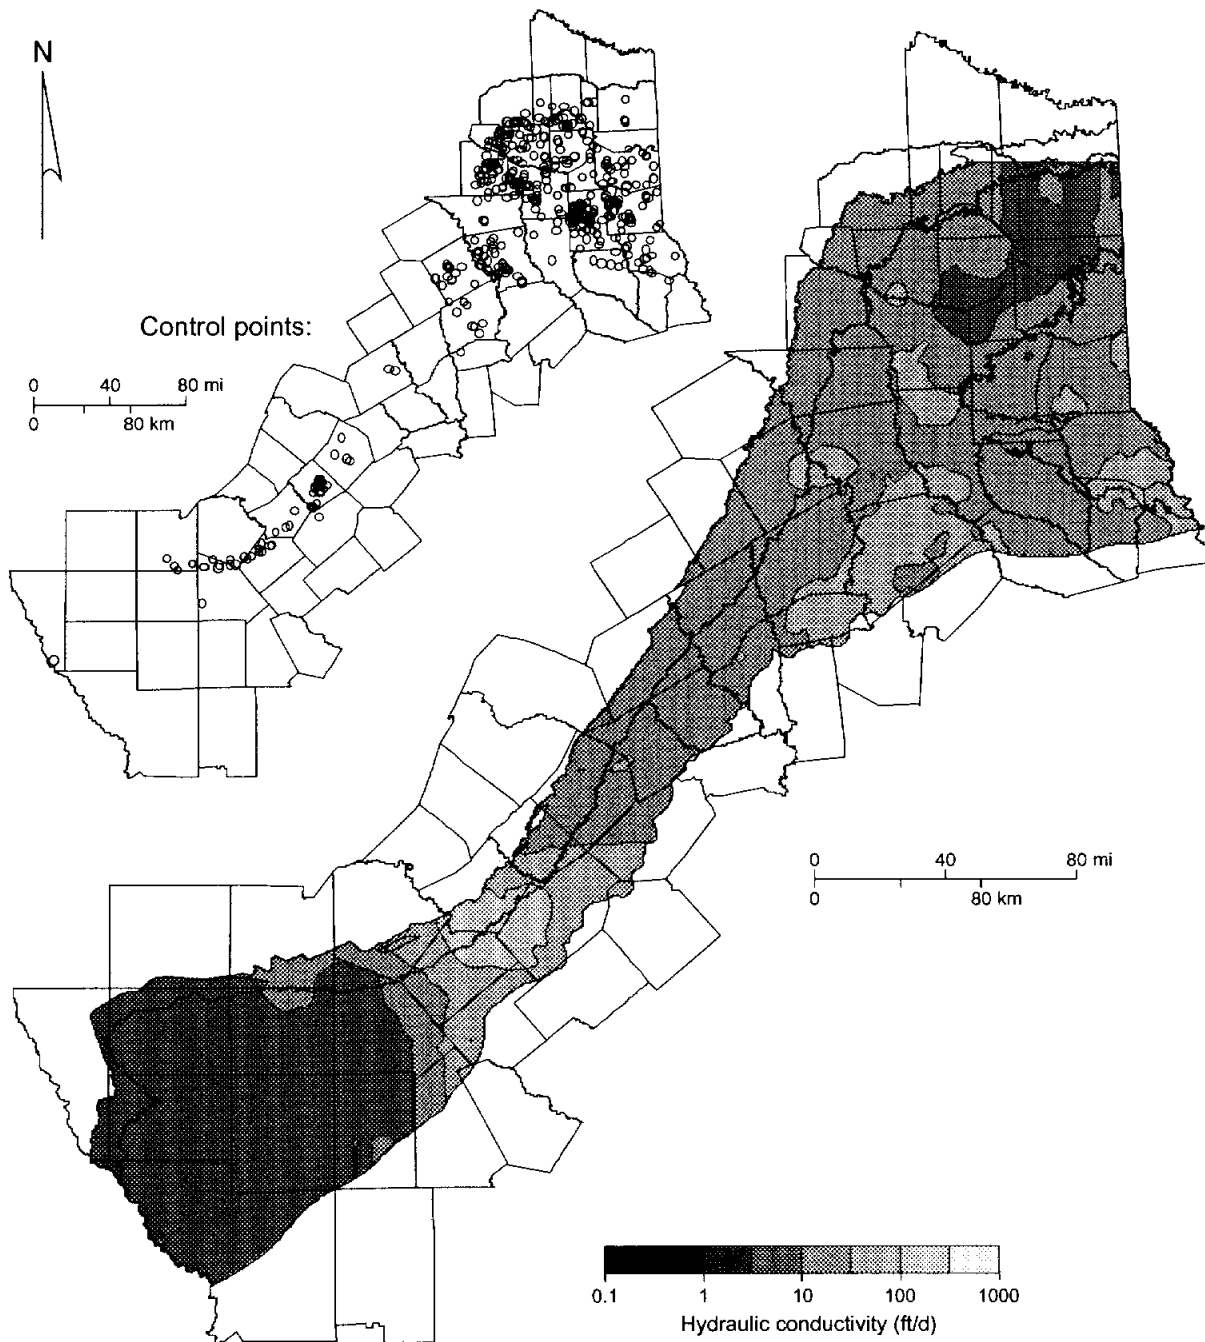 N
Control points:
0 40 80 mi
0 80 km
0 40 80 mi
0 80 km
0.1 1 10 100 1000
Hydraulic conductivity (ft/d)